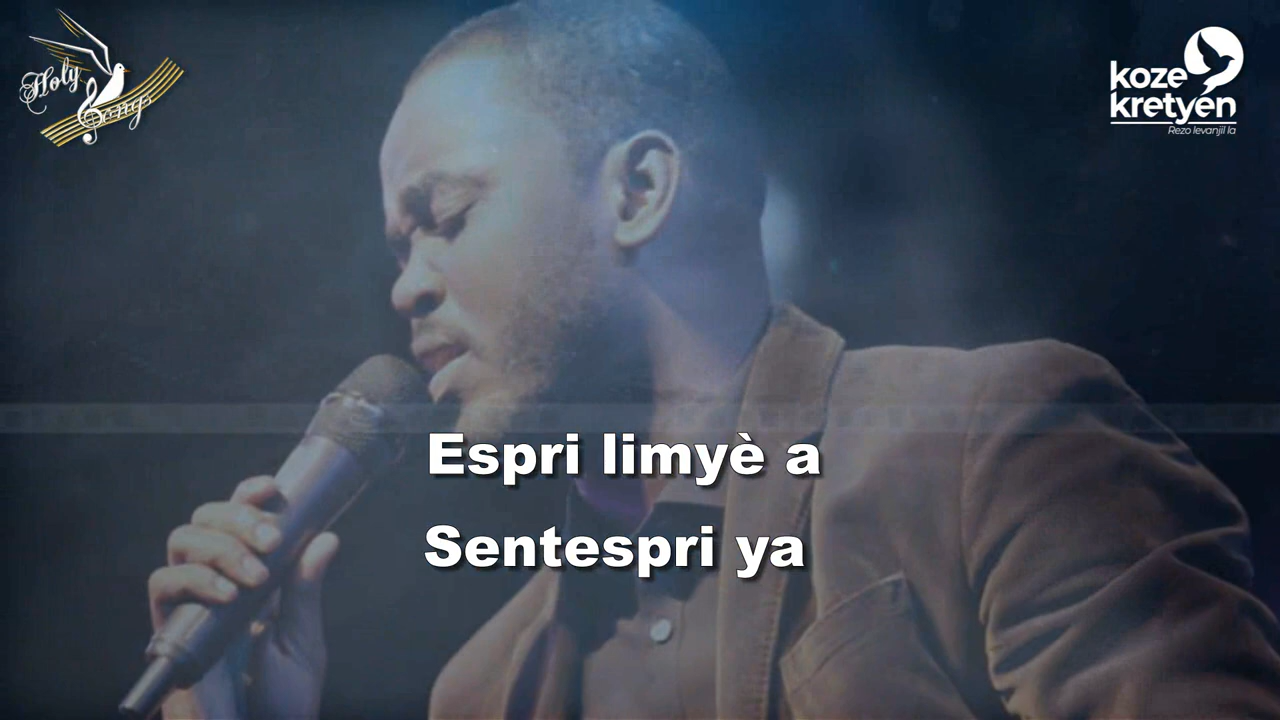 Holy
Songs
koze
kretyen
Rezo levanjil la
Espri limyè a
Sentespri ya